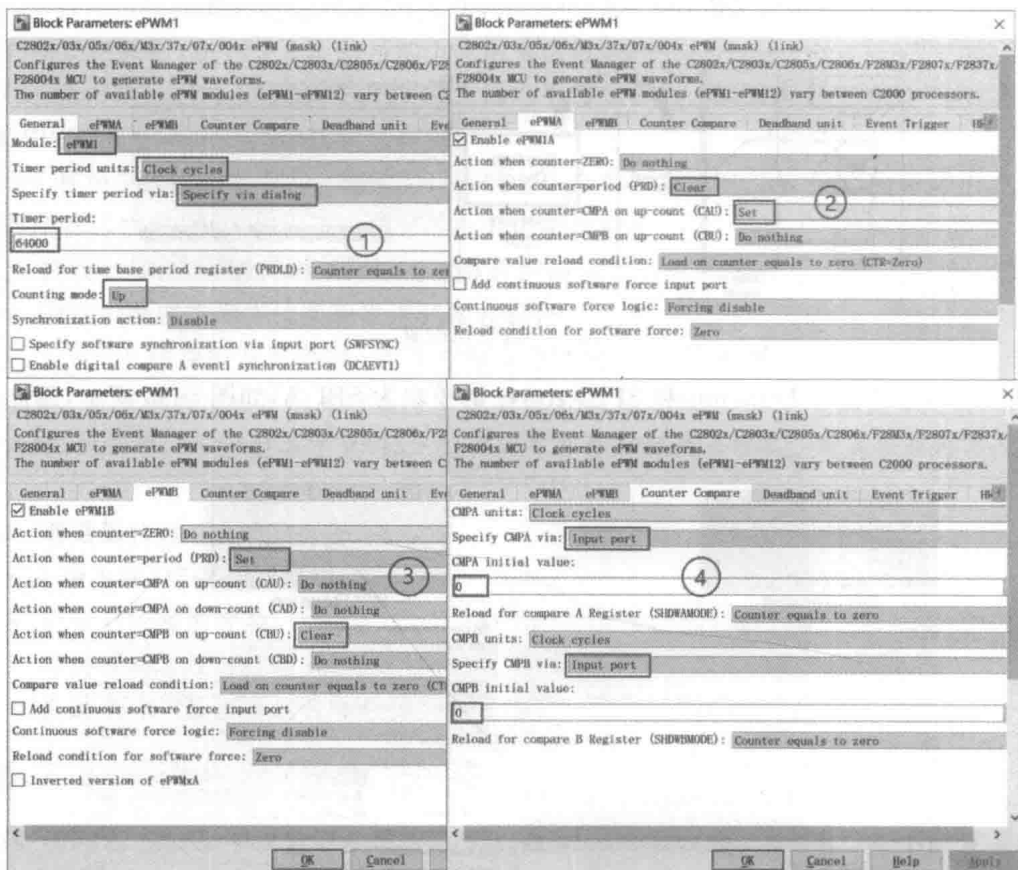 Block Parameters: ePWM1
C2802x/03x/05x/06x/M3x/37x/07x/004x ePWM (mask) (link)
Configures the Event Manager of the C2802x/C2803x/C2805x/C2806x/F28
F28004x MCU to generate ePWM waveforms.
The number of available ePWM modules (ePWM1-ePWM12) vary between C2
General ePWMA ePWMB Counter Compare Deadband unit Eve
Module: ePWM1
Timer period units: Clock cycles
Specify timer period via: Specify via dialog
Timer period:
64000
①
Reload for time base period register (PRDLD): Counter equals to zer
Counting mode: Up
Synchronization action: Disable
Specify software synchronization via input port (SWFSYNC)
Enable digital compare A event1 synchronization (DCAEVT1)
Block Parameters: ePWM1
C2802x/03x/05x/06x/M3x/37x/07x/004x ePWM (mask) (link)
Configures the Event Manager of the C2802x/C2803x/C2805x/C2806x/F28M3x/F2807x/F2837x/
F28004x MCU to generate ePWM waveforms.
The number of available ePWM modules (ePWM1-ePWM12) vary between C2000 processors.
General ePWMA ePWMB Counter Compare Deadband unit Event Trigger
Enable ePWM1A
Action when counter=ZERO: Do nothing
Action when counter=period (PRD): Clear
Action when counter=CMPA on up-count (CAU): Set
②
Action when counter=CMPB on up-count (CBU): Do nothing
Compare value reload condition: Load on counter equals to zero (CTR=Zero)
Add continuous software force input port
Continuous software force logic: Forcing disable
Reload condition for software force: Zero
Block Parameters: ePWM1
C2802x/03x/05x/06x/M3x/37x/07x/004x ePWM (mask) (link)
Configures the Event Manager of the C2802x/C2803x/C2805x/C2806x/F2
F28004x MCU to generate ePWM waveforms.
The number of available ePWM modules (ePWM1-ePWM12) vary between C
General ePWMA ePWMB Counter Compare Deadband unit Ev
Enable ePWM1B
Action when counter=ZERO: Do nothing
Action when counter=period (PRD): Set
Action when counter=CMPA on up-count (CAU): Do nothing
③
Action when counter=CMPA on down-count (CAD): Do nothing
Action when counter=CMPB on up-count (CBU): Clear
Action when counter=CMPB on down-count (CBD): Do nothing
Compare value reload condition: Load on counter equals to zero (CT
Add continuous software force input port
Continuous software force logic: Forcing disable
Reload condition for software force: Zero
Inverted version of ePWMxA
OK Cancel
Block Parameters: ePWM1
C2802x/03x/05x/06x/M3x/37x/07x/004x ePWM (mask) (link)
Configures the Event Manager of the C2802x/C2803x/C2805x/C2806x/F28M3x/F2807x/F2837x/
F28004x MCU to generate ePWM waveforms.
The number of available ePWM modules (ePWM1-ePWM12) vary between C2000 processors.
General ePWMA ePWMB Counter Compare Deadband unit Event Trigger
CMPA units: Clock cycles
Specify CMPA via: Input port
CMPA initial value:
④
0
Reload for compare A Register (SHDWAMODE): Counter equals to zero
CMPB units: Clock cycles
Specify CMPB via: Input port
CMPB initial value:
0
Reload for compare B Register (SHDWBMODE): Counter equals to zero
OK Cancel Help Apply